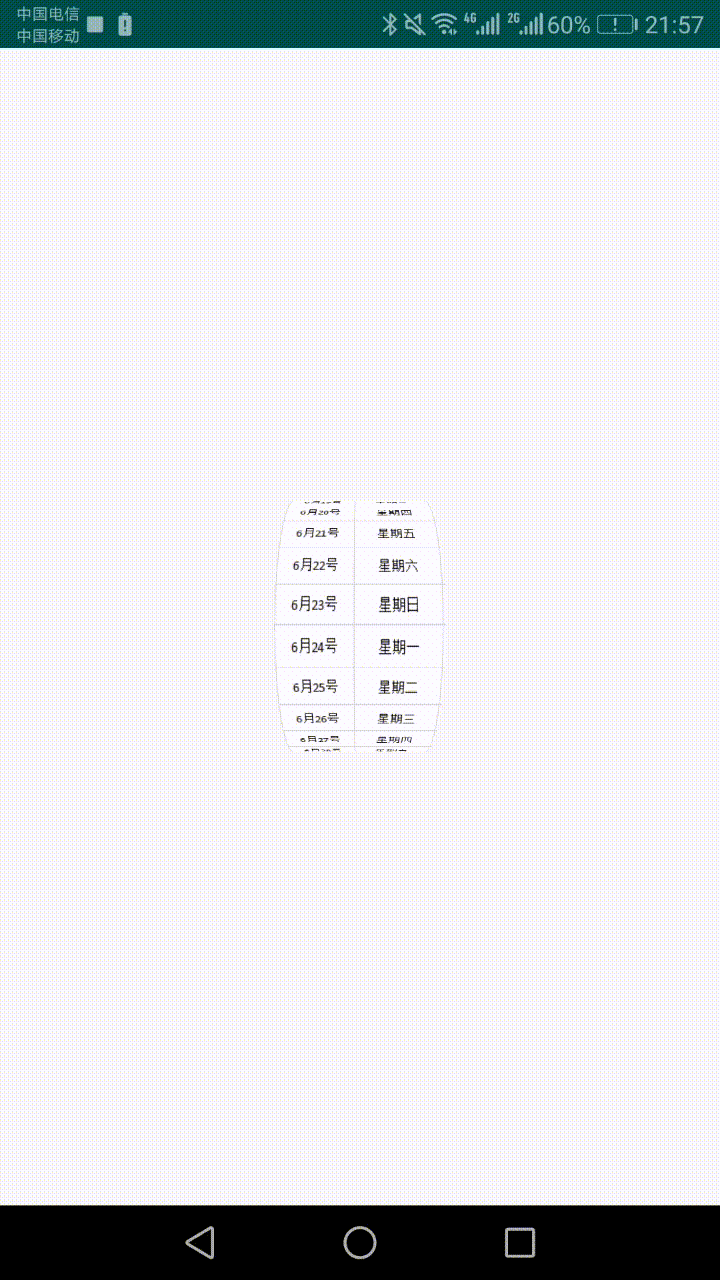 中国电信
中国移动
4G 2G 60% 21:57
6月20号 星期四
6月21号 星期五
6月22号 星期六
6月23号 星期日
6月24号 星期一
6月25号 星期二
6月26号 星期三
6月27号 星期四